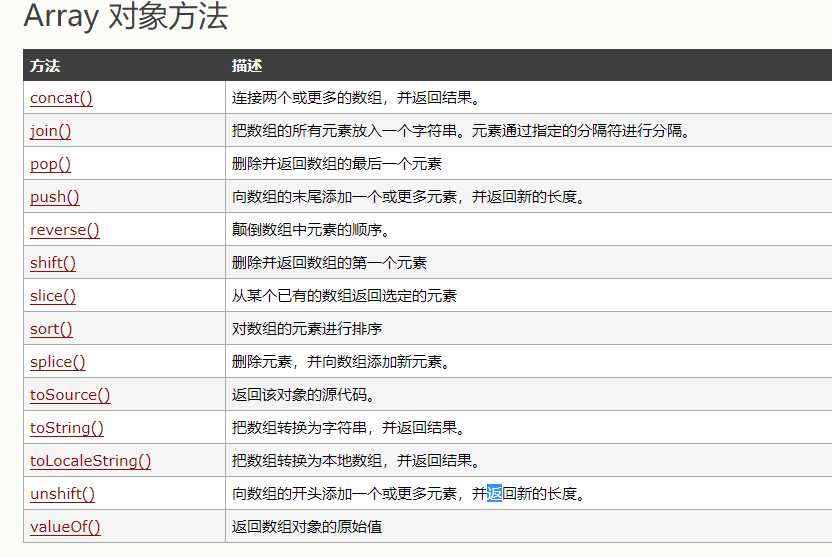 Array 对象方法
方法 描述
concat() 连接两个或更多的数组，并返回结果。
join() 把数组的所有元素放入一个字符串。元素通过指定的分隔符进行分隔。
pop() 删除并返回数组的最后一个元素
push() 向数组的末尾添加一个或更多元素，并返回新的长度。
reverse() 颠倒数组中元素的顺序。
shift() 删除并返回数组的第一个元素
slice() 从某个已有的数组返回选定的元素
sort() 对数组的元素进行排序
splice() 删除元素，并向数组添加新元素。
toSource() 返回该对象的源代码。
toString() 把数组转换为字符串，并返回结果。
toLocaleString() 把数组转换为本地数组，并返回结果。
unshift() 向数组的开头添加一个或更多元素，并返回新的长度。
valueOf() 返回数组对象的原始值